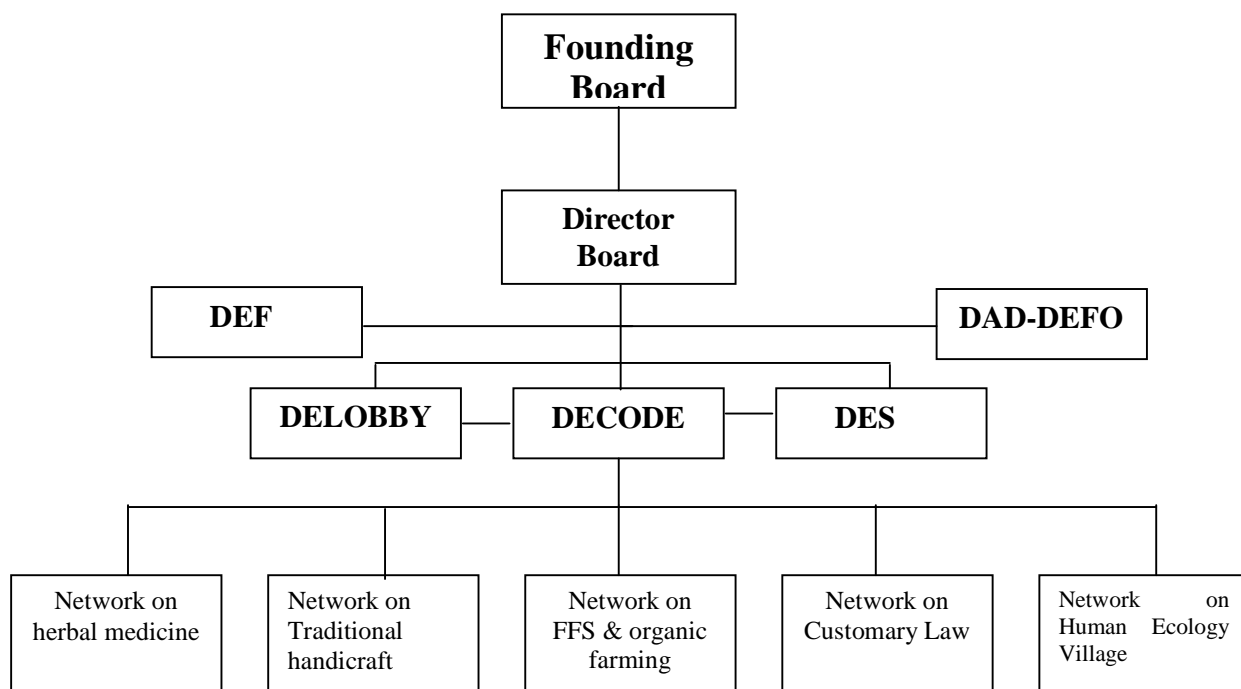 Founding
Board
Director
Board
DEF
DAD-DEFO
DELOBBY
DECODE
DES
Network on
herbal medicine
Network on
Traditional
handicraft
Network on
FFS & organic
farming
Network on
Customary Law
Network on
Human Ecology
Village